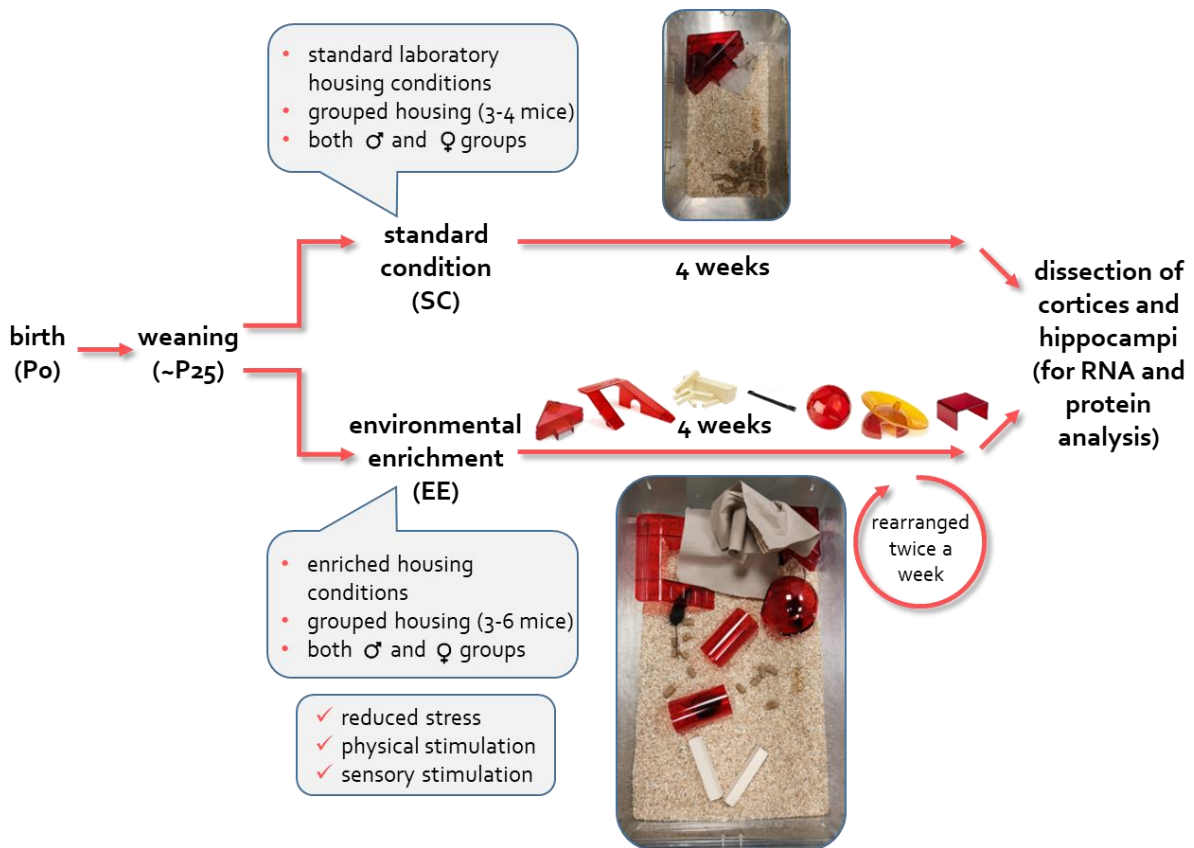 • standard laboratory
housing conditions
• grouped housing (3-4 mice)
• both ♂ and ♀ groups
standard
condition
(SC)
4 weeks
birth
(P0)
weaning
(~P25)
dissection of
cortices and
hippocampi
(for RNA and
protein
analysis)
environmental
enrichment
(EE)
4 weeks
rearranged
twice a
week
• enriched housing
conditions
• grouped housing (3-6 mice)
• both ♂ and ♀ groups
✓ reduced stress
✓ physical stimulation
✓ sensory stimulation